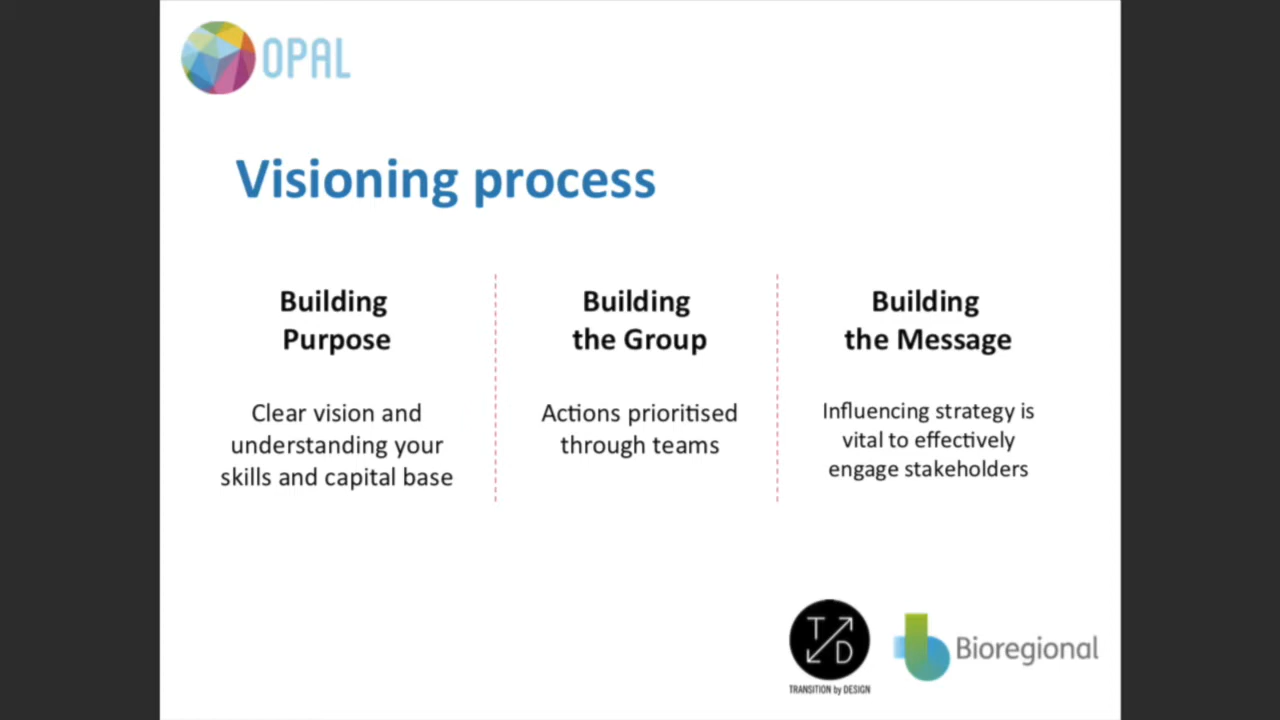 OPAL
Visioning process
Building
Purpose
Clear vision and
understanding your
skills and capital base
Building
the Group
Actions prioritised
through teams
Building
the Message
Influencing strategy is
vital to effectively
engage stakeholders
T
D
TRANSITION by DESIGN
b
Bioregional